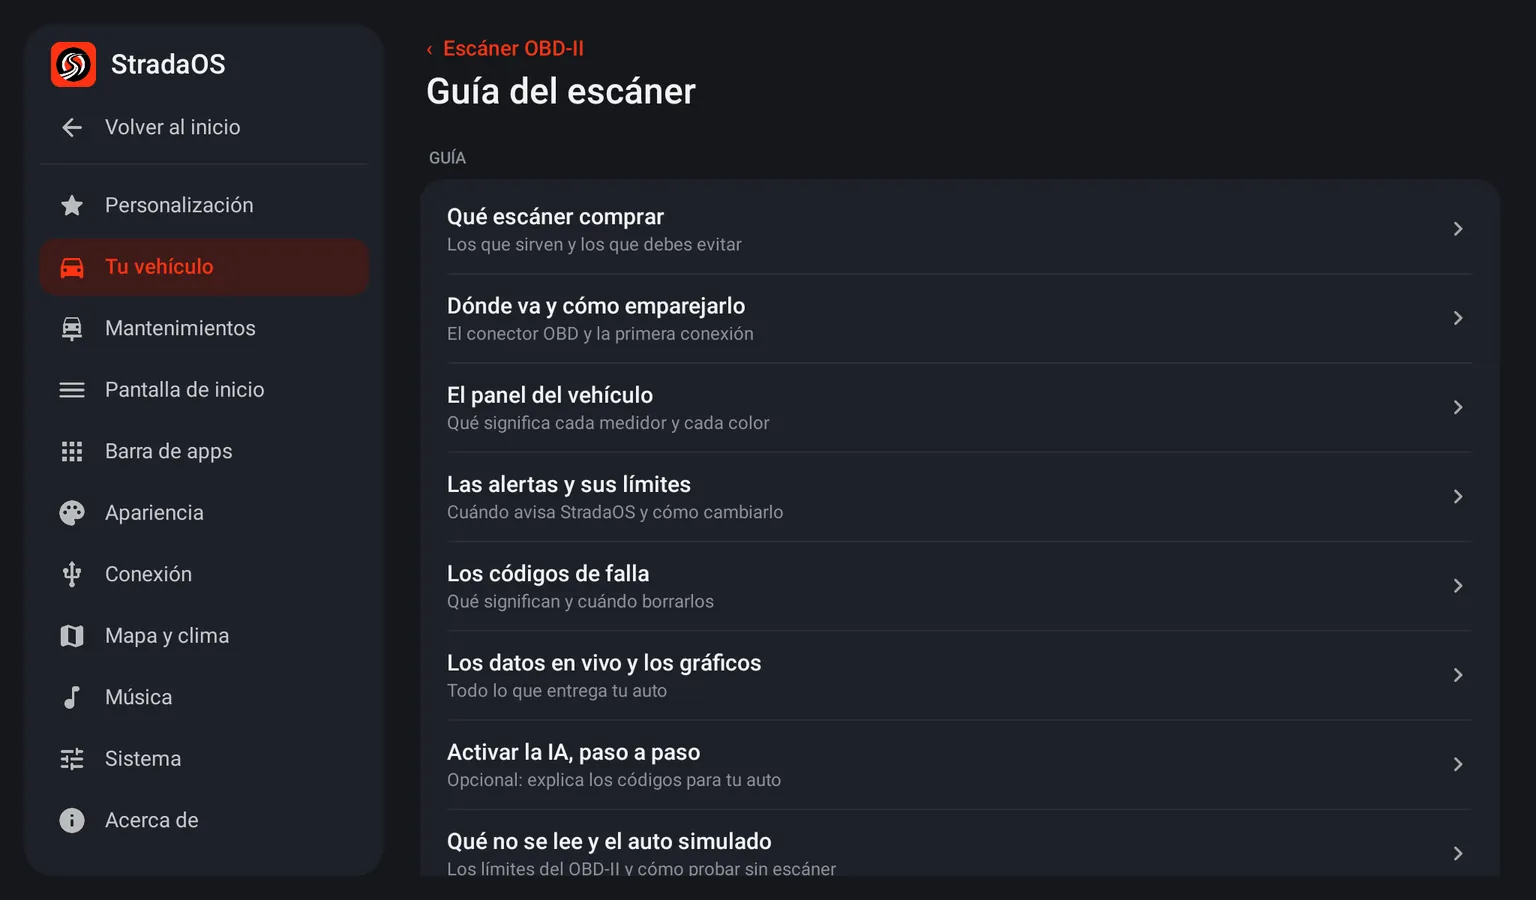 StradaOS
Volver al inicio
Personalización
Tu vehículo
Mantenimientos
Pantalla de inicio
Barra de apps
Apariencia
Conexión
Mapa y clima
Música
Sistema
Acerca de
‹ Escáner OBD-II
Guía del escáner
GUÍA
Qué escáner comprar
Los que sirven y los que debes evitar
Dónde va y cómo emparejarlo
El conector OBD y la primera conexión
El panel del vehículo
Qué significa cada medidor y cada color
Las alertas y sus límites
Cuándo avisa StradaOS y cómo cambiarlo
Los códigos de falla
Qué significan y cuándo borrarlos
Los datos en vivo y los gráficos
Todo lo que entrega tu auto
Activar la IA, paso a paso
Opcional: explica los códigos para tu auto
Qué no se lee y el auto simulado
Los límites del OBD-II y cómo probar sin escáner